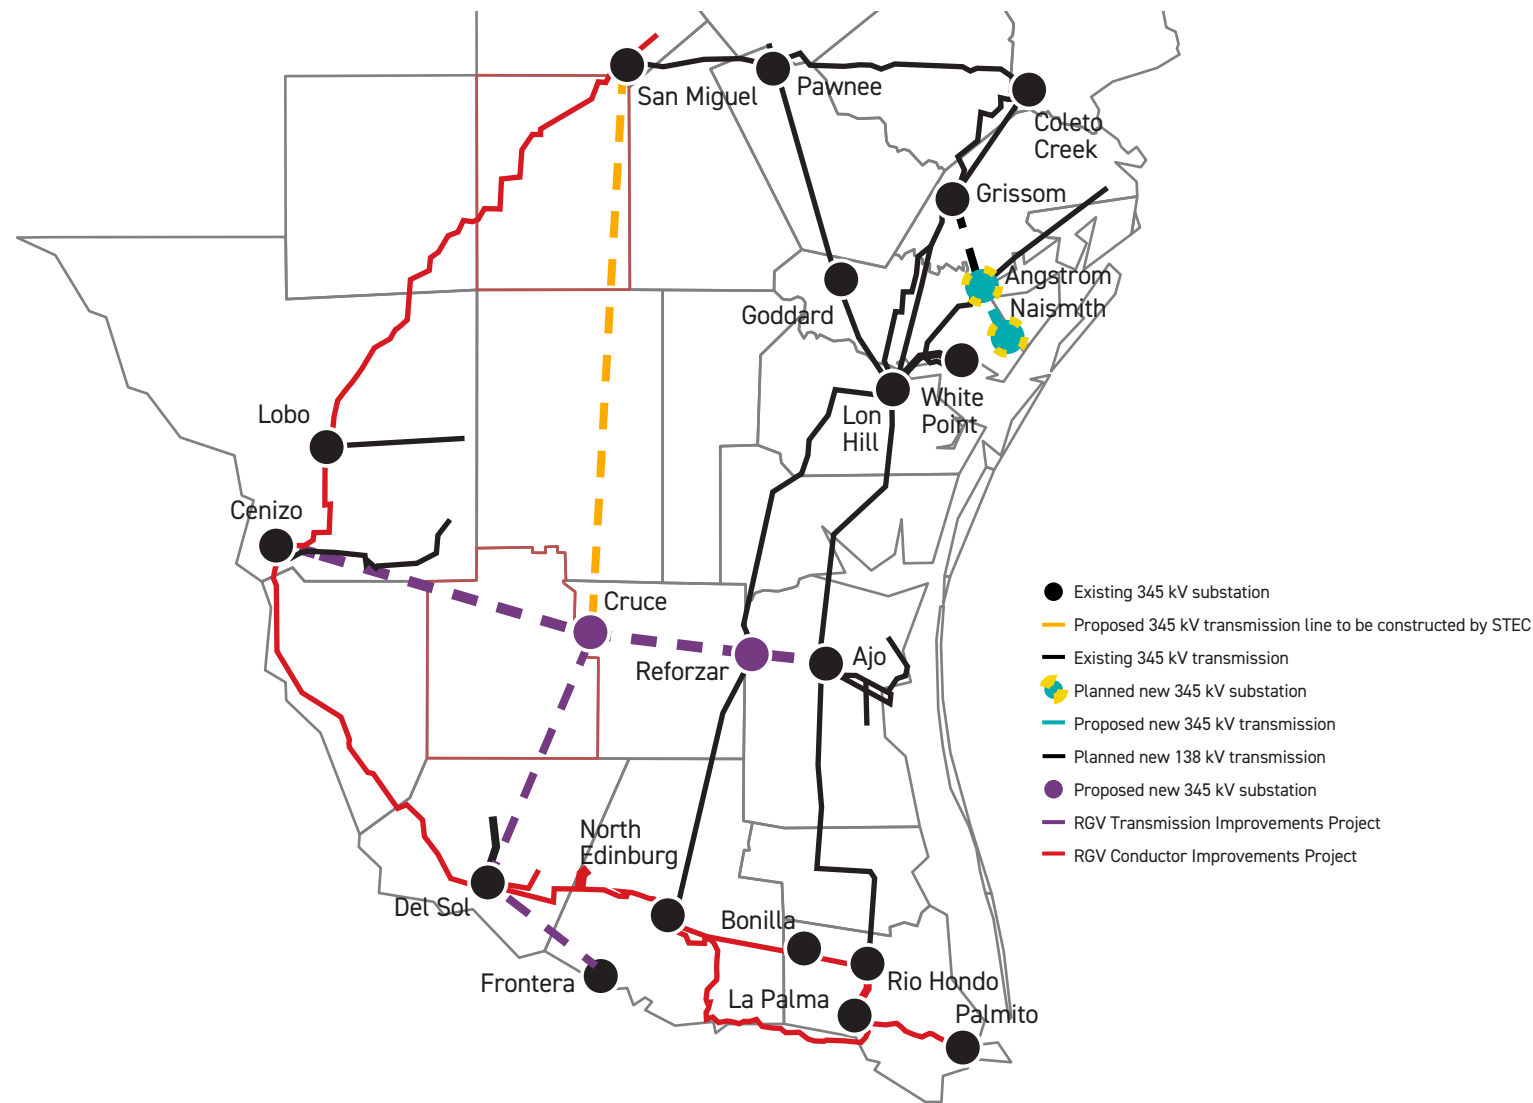 San Miguel
Pawnee
Coleto
Creek
Grissom
Angstrom
Naismith
Goddard
White
Point
Lon
Hill
Lobo
Cenizo
Cruce
Reforzar
Ajo
North
Edinburg
Del Sol
Bonilla
Frontera
Rio Hondo
La Palma
Palmito
Existing 345 kV substation
Proposed 345 kV transmission line to be constructed by STEC
Existing 345 kV transmission
Planned new 345 kV substation
Proposed new 345 kV transmission
Planned new 138 kV transmission
Proposed new 345 kV substation
RGV Transmission Improvements Project
RGV Conductor Improvements Project